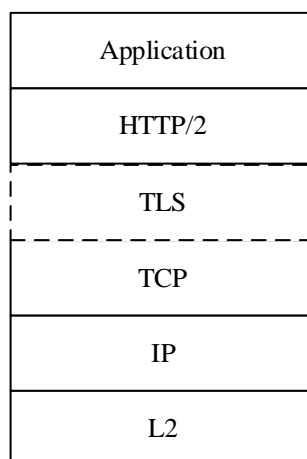 Application
HTTP/2
TLS
TCP
IP
L2